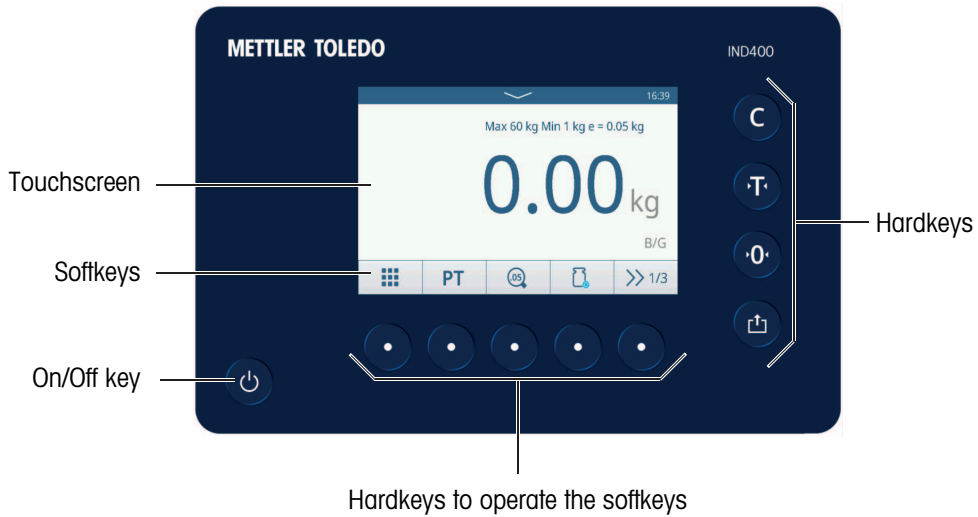 METTLER TOLEDO
IND400
16:39
Max 60 kg Min 1 kg e = 0.05 kg
0.00 kg
B/G
PT
.05
1/3
C
T
0
Touchscreen
Softkeys
On/Off key
Hardkeys
Hardkeys to operate the softkeys